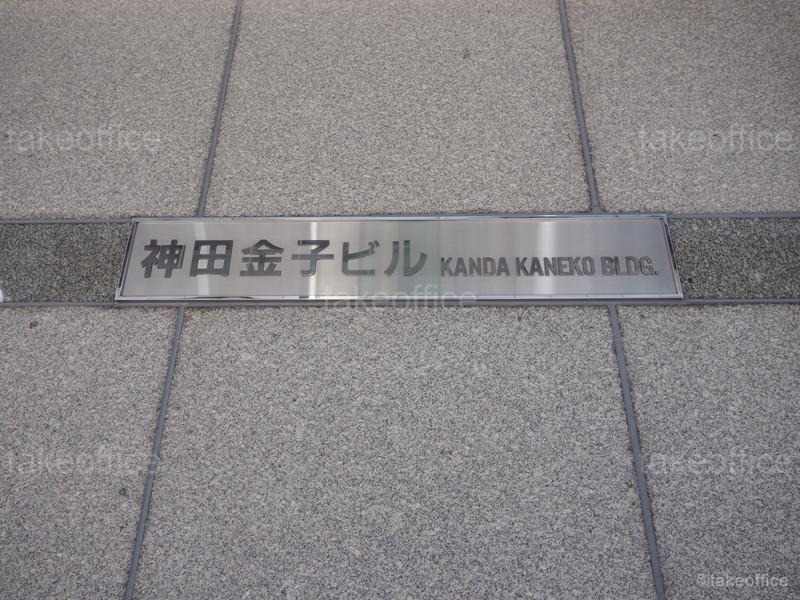 takeoffice takeoffice
神田金子ビル KANDA KANEKO BLDG.
takeoffice
takeoffice takeoffice
©takeoffice